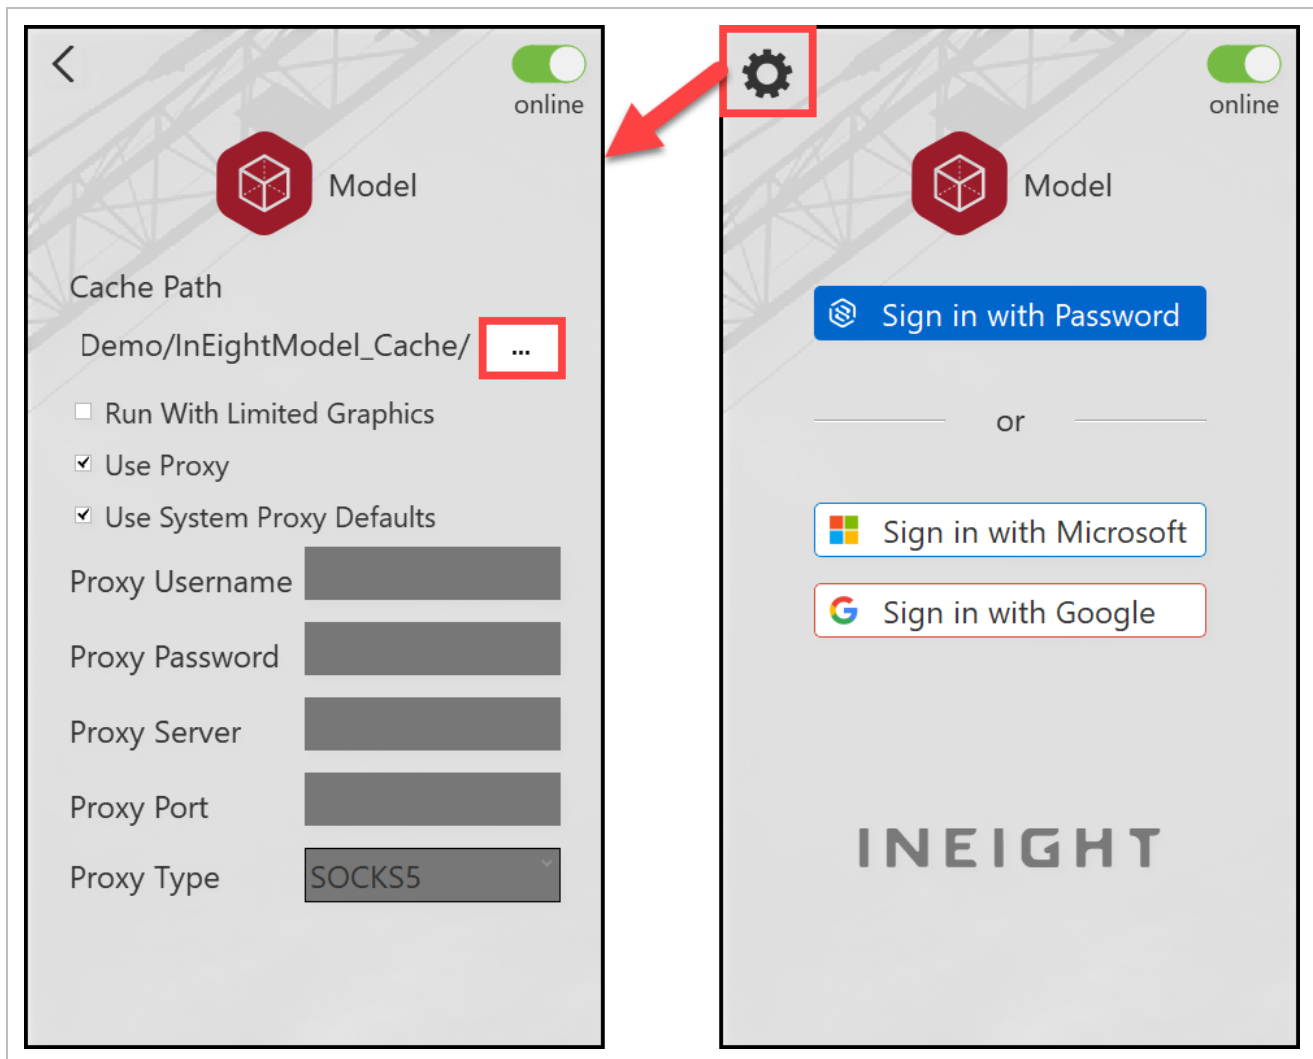 online
Model
Cache Path
Demo/InEightModel_Cache/ ...
Run With Limited Graphics
Use Proxy
Use System Proxy Defaults
Proxy Username
Proxy Password
Proxy Server
Proxy Port
Proxy Type SOCKS5
online
Model
Sign in with Password
or
Sign in with Microsoft
Sign in with Google
INEIGHT